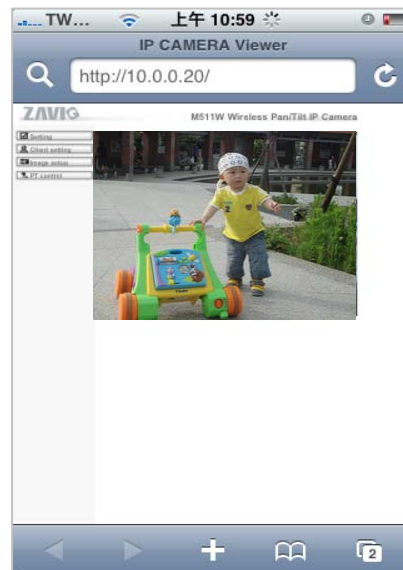 TW... 上午 10:59
IP CAMERA Viewer
http://10.0.0.20/
ZAVIO
M511W Wireless Pan/Tilt IP Camera
Setting
Client setting
Image setup
PT control
2
2